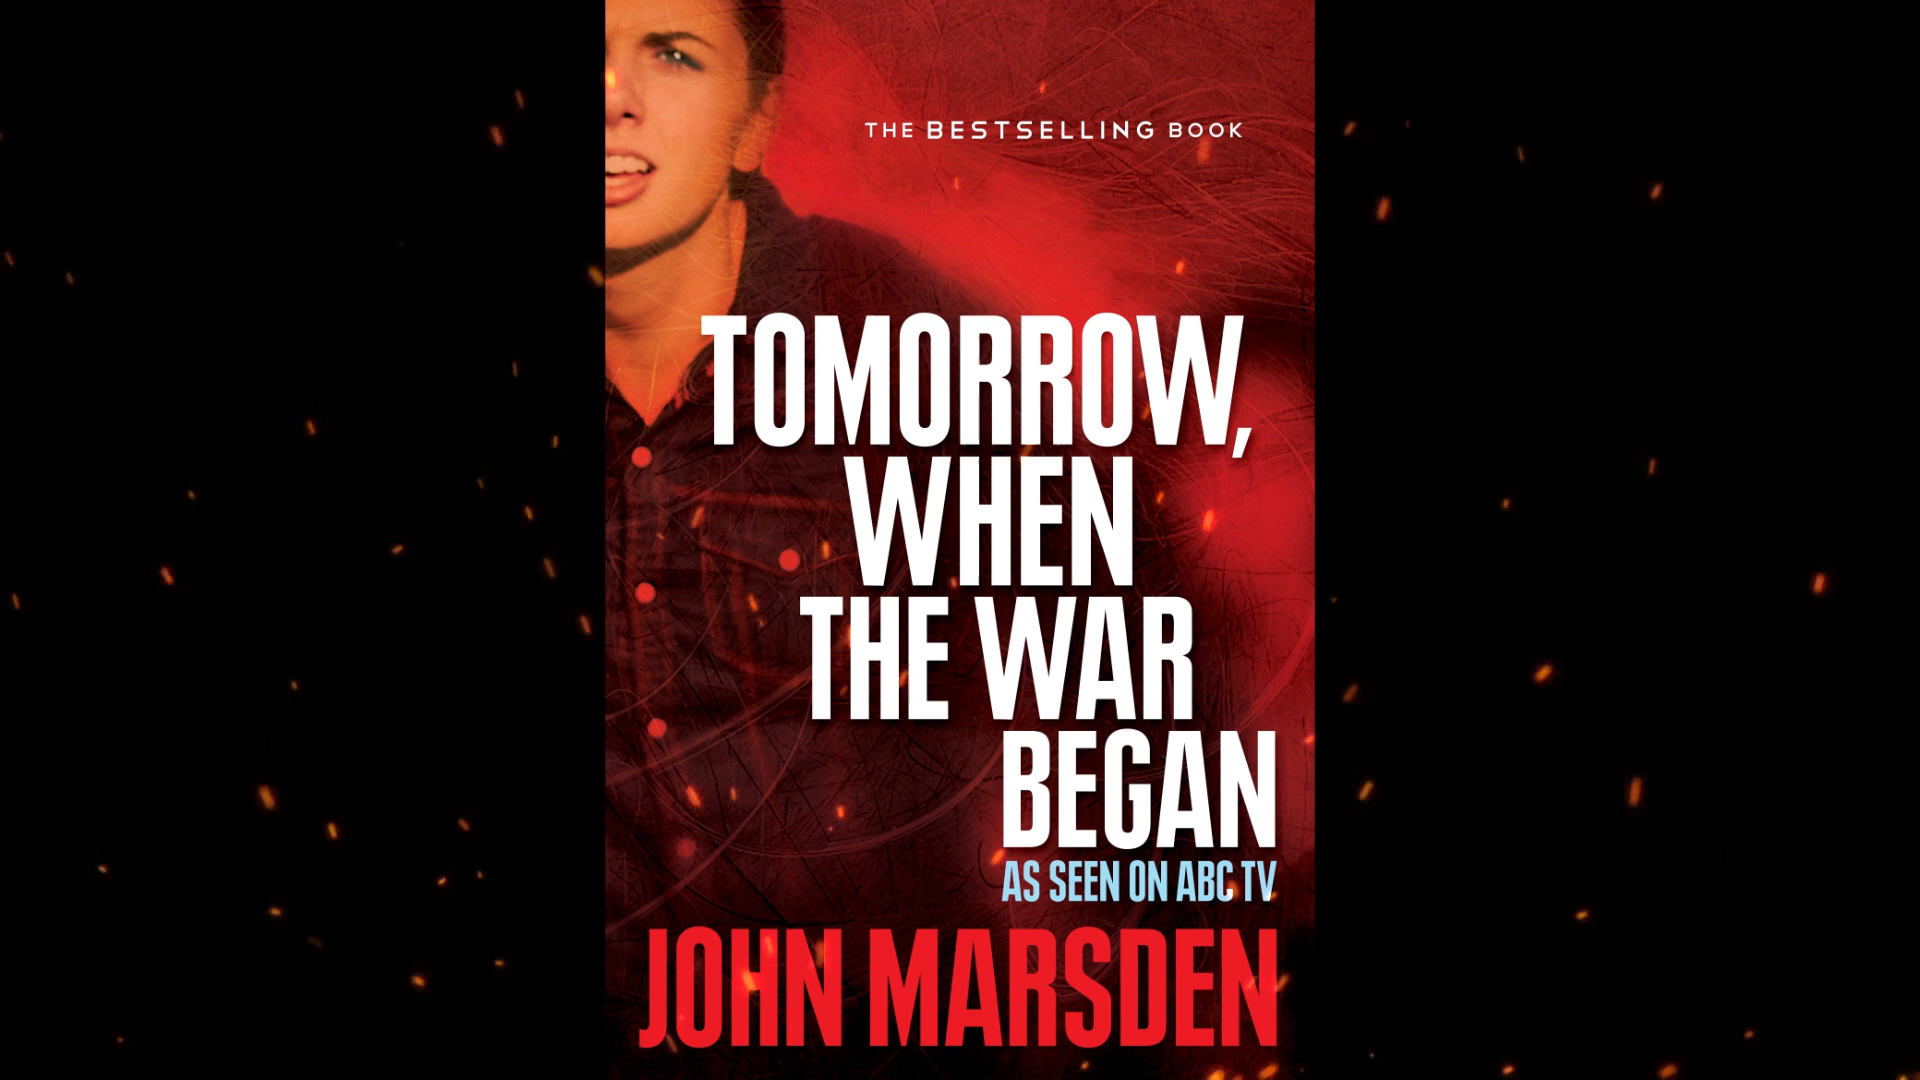 THE BESTSELLING BOOK
TOMORROW,
WHEN
THE WAR
BEGAN
AS SEEN ON ABC TV
JOHN MARSDEN